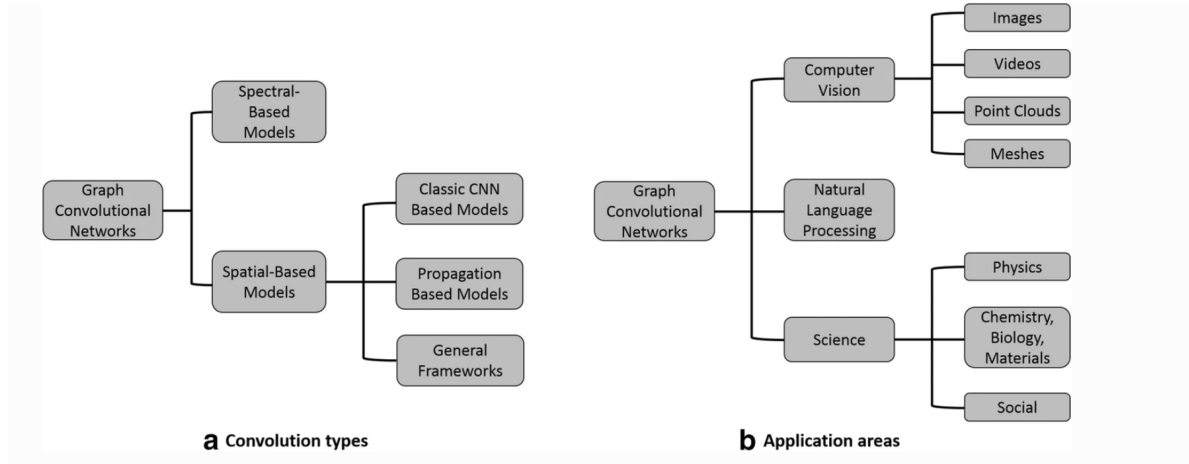 Graph
Convolutional
Networks
Spectral-
Based
Models
Spatial-Based
Models
Classic CNN
Based Models
Propagation
Based Models
General
Frameworks
a Convolution types
Graph
Convolutional
Networks
Computer
Vision
Images
Videos
Point Clouds
Meshes
Natural
Language
Processing
Science
Physics
Chemistry,
Biology,
Materials
Social
b Application areas